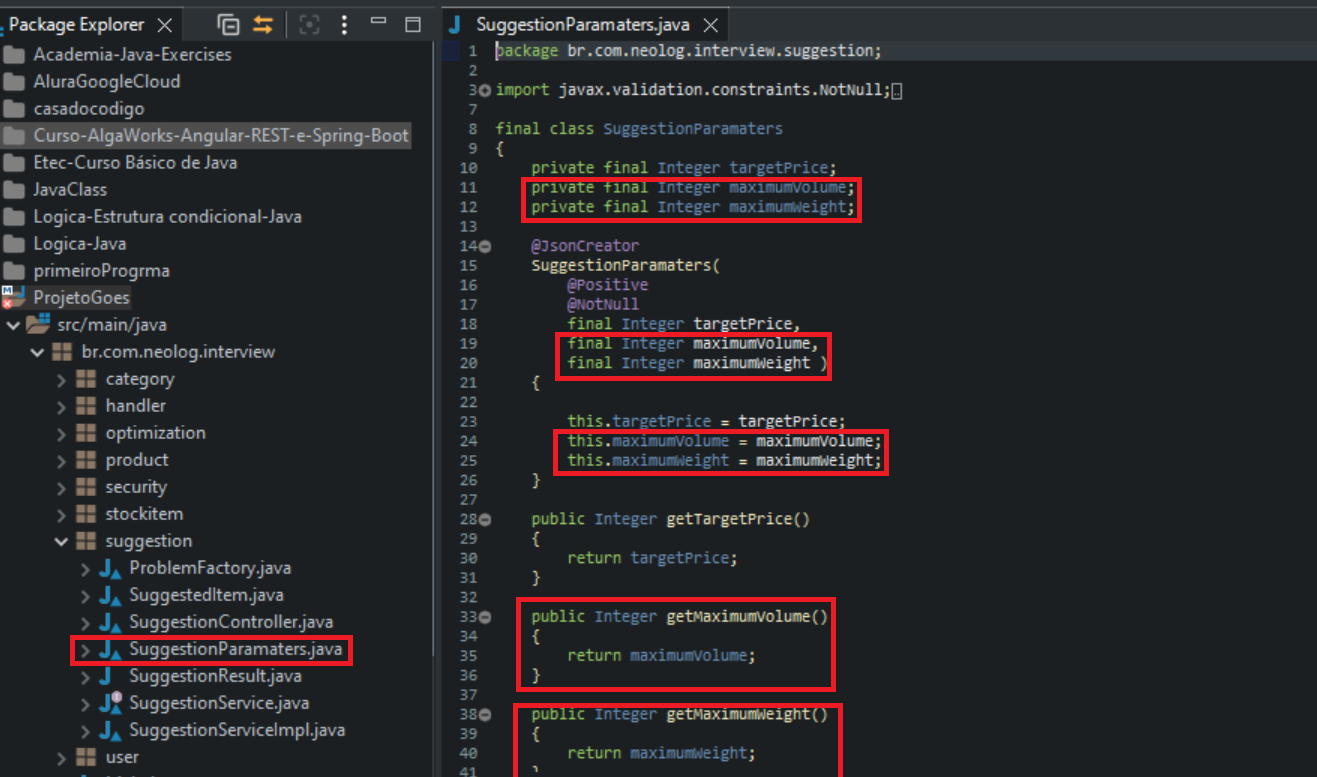 Package Explorer
Academia-Java-Exercises
AluraGoogleCloud
casadocodigo
Curso-AlgaWorks-Angular-REST-e-Spring-Boot
Etec-Curso Básico de Java
JavaClass
Logica-Estrutura condicional-Java
Logica-Java
primeiroProgrma
ProjetoGoes
src/main/java
br.com.neolog.interview
category
handler
optimization
product
security
stockitem
suggestion
ProblemFactory.java
SuggestedItem.java
SuggestionController.java
SuggestionParamaters.java
SuggestionResult.java
SuggestionService.java
SuggestionServiceImpl.java
user
SuggestionParamaters.java
1 package br.com.neolog.interview.suggestion;
2
3 import javax.validation.constraints.NotNull;
7
8 final class SuggestionParamaters
9 {
10 private final Integer targetPrice;
11 private final Integer maximumVolume;
12 private final Integer maximumWeight;
13
14 @JsonCreator
15 SuggestionParamaters(
16 @Positive
17 @NotNull
18 final Integer targetPrice,
19 final Integer maximumVolume,
20 final Integer maximumWeight )
21 {
22
23 this.targetPrice = targetPrice;
24 this.maximumVolume = maximumVolume;
25 this.maximumWeight = maximumWeight;
26 }
27
28 public Integer getTargetPrice()
29 {
30 return targetPrice;
31 }
32
33 public Integer getMaximumVolume()
34 {
35 return maximumVolume;
36 }
37
38 public Integer getMaximumWeight()
39 {
40 return maximumWeight;
41 }